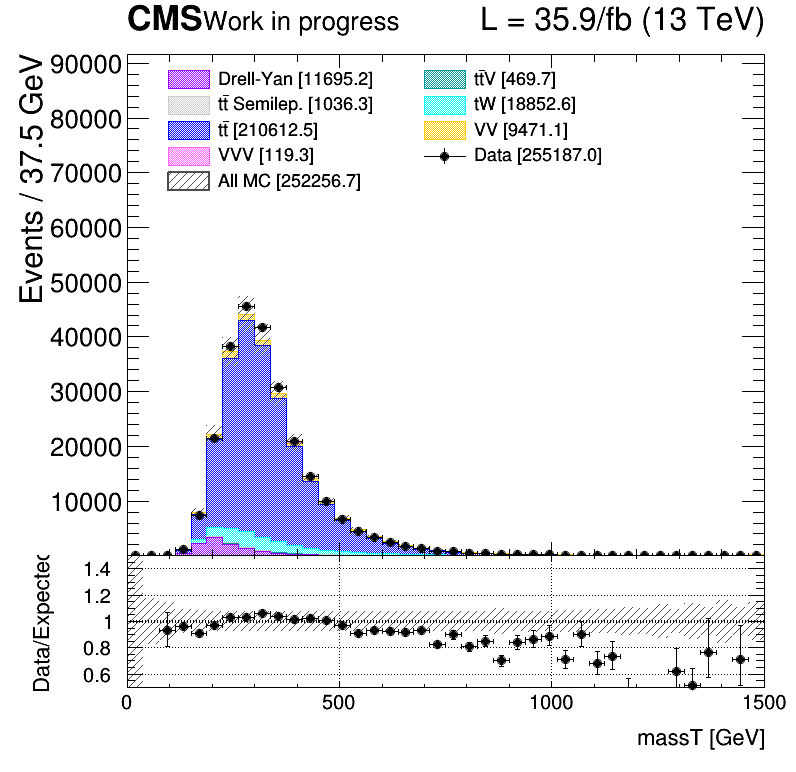 CMS Work in progress L = 35.9/fb (13 TeV)
Events / 37.5 GeV
90000
80000
70000
60000
50000
40000
30000
20000
10000
Drell-Yan [11695.2]
tt̄ Semilep. [1036.3]
tt̄ [210612.5]
VVV [119.3]
All MC [252256.7]
tt̄V [469.7]
tW [18852.6]
VV [9471.1]
Data [255187.0]
Data/Expected
1.4
1.2
1
0.8
0.6
0 500 1000 1500
massT [GeV]